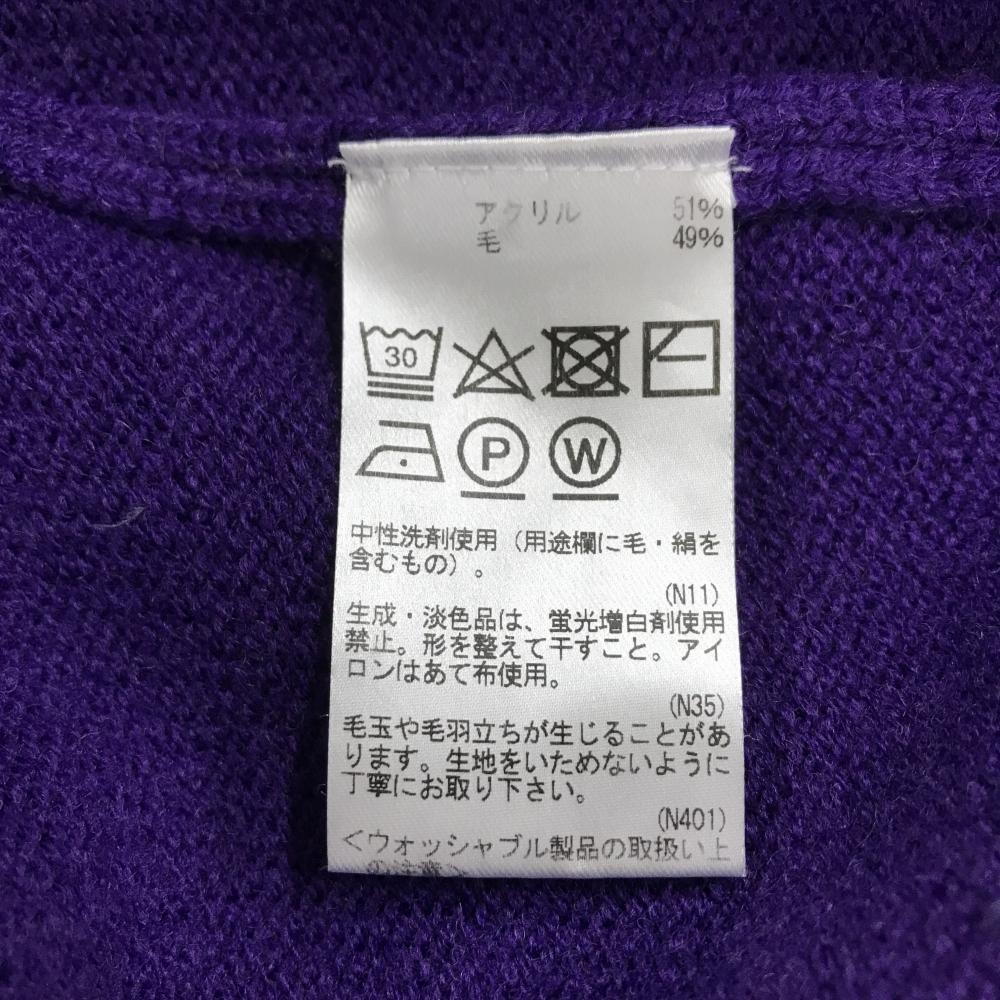 アクリル 51%
毛 49%
30
P W
中性洗剤使用（用途欄に毛・絹を
含むもの）。
(N11)
生成・淡色品は、蛍光増白剤使用
禁止。形を整えて干すこと。アイ
ロンはあて布使用。
(N35)
毛玉や毛羽立ちが生じることがあ
ります。生地をいためないように
丁寧にお取り下さい。
(N401)
＜ウォッシャブル製品の取扱い上
の注意＞